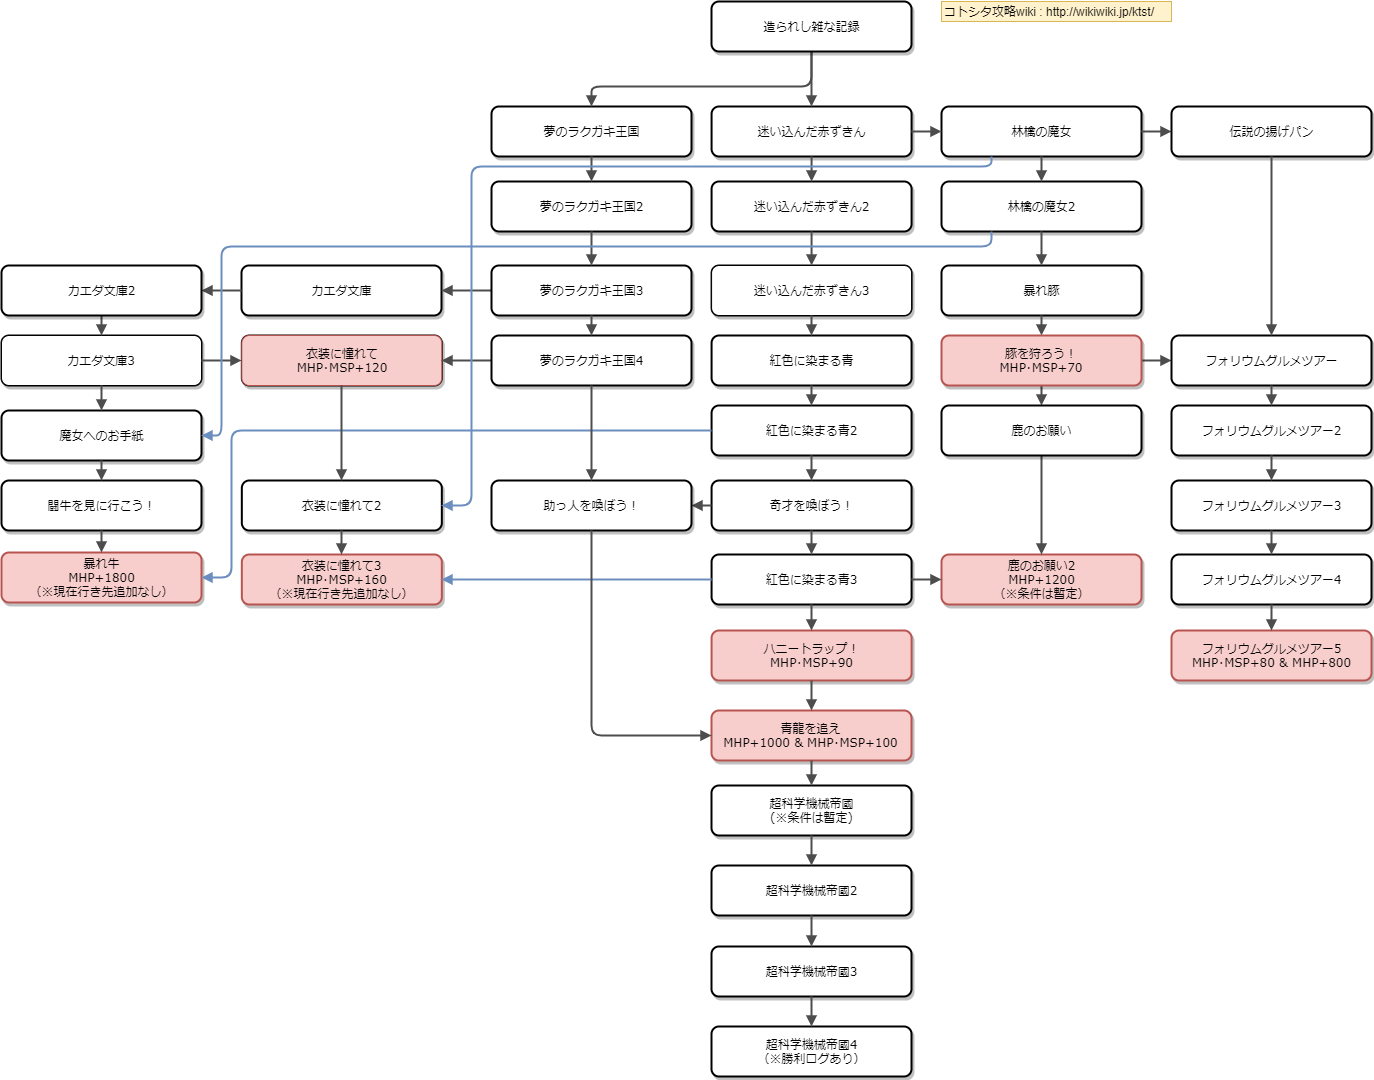 造られし雑な記録
コトシタ攻略wiki : http://wikiwiki.jp/ktst/
夢のラクガキ王国
迷い込んだ赤ずきん
林檎の魔女
伝説の揚げパン
夢のラクガキ王国2
迷い込んだ赤ずきん2
林檎の魔女2
カエダ文庫2
カエダ文庫
夢のラクガキ王国3
迷い込んだ赤ずきん3
暴れ豚
カエダ文庫3
衣装に憧れて
MHP･MSP+120
夢のラクガキ王国4
紅色に染まる青
豚を狩ろう！
MHP･MSP+70
フォリウムグルメツアー
魔女へのお手紙
紅色に染まる青2
鹿のお願い
フォリウムグルメツアー2
闘牛を見に行こう！
衣装に憧れて2
助っ人を喚ぼう！
奇才を喚ぼう！
フォリウムグルメツアー3
暴れ牛
MHP+1800
（※現在行き先追加なし）
衣装に憧れて3
MHP･MSP+160
（※現在行き先追加なし）
紅色に染まる青3
鹿のお願い2
MHP+1200
（※条件は暫定）
フォリウムグルメツアー4
ハニートラップ！
MHP･MSP+90
フォリウムグルメツアー5
MHP･MSP+80 & MHP+800
青龍を追え
MHP+1000 & MHP･MSP+100
超科学機械帝國
（※条件は暫定）
超科学機械帝國2
超科学機械帝國3
超科学機械帝國4
（※勝利ログあり）